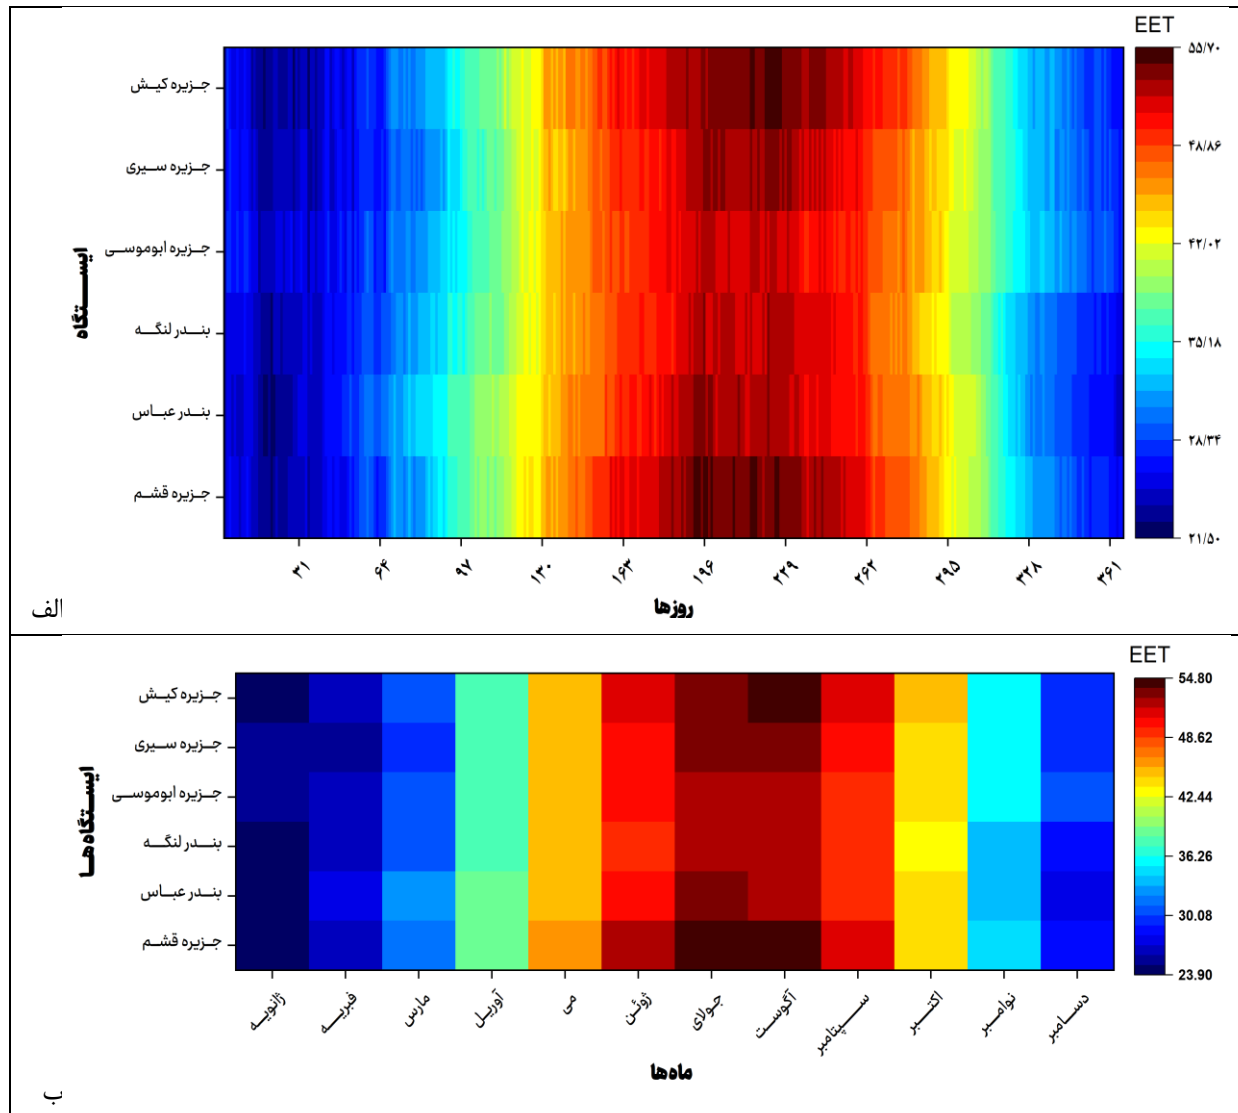 EET
۵۵/۷۰
۴۸/۸۶
۴۲/۰۲
۳۵/۱۸
۲۸/۳۴
۲۱/۵۰
جزیره کیش
جزیره سیری
جزیره ابوموسی
بندر لنگه
بندر عباس
جزیره قشم
ایستگاه
۳۱ ۶۴ ۹۷ ۱۳۰ ۱۶۳ ۱۹۶ ۲۲۹ ۲۶۲ ۲۹۵ ۳۲۸ ۳۶۱
روزها
الف
EET
54.80
48.62
42.44
36.26
30.08
23.90
جزیره کیش
جزیره سیری
جزیره ابوموسی
بندر لنگه
بندر عباس
جزیره قشم
ایستگاه‌ها
ژانویه فبریه مارس آوریل می ژوئن جولای آگوست سپتامبر اکتبر نوامبر دسامبر
ماه‌ها
ب